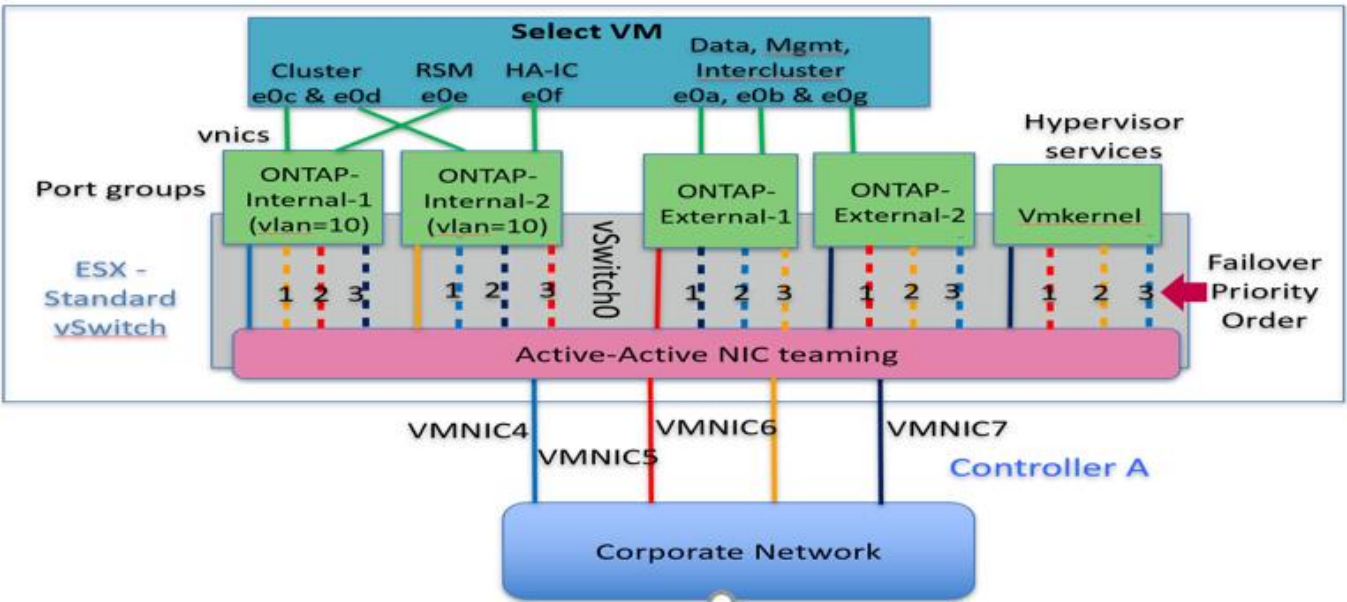 Select VM
Cluster
e0c & e0d
RSM
e0e
HA-IC
e0f
Data, Mgmt,
Intercluster
e0a, e0b & e0g
vnics
Hypervisor
services
Port groups
ONTAP-
Internal-1
(vlan=10)
ONTAP-
Internal-2
(vlan=10)
ONTAP-
External-1
ONTAP-
External-2
Vmkernel
vSwitch0
ESX -
Standard
vSwitch
1 2 3
1 2 3
1 2 3
1 2 3
1 2 3
Failover
Priority
Order
Active-Active NIC teaming
VMNIC4
VMNIC5
VMNIC6
VMNIC7
Controller A
Corporate Network